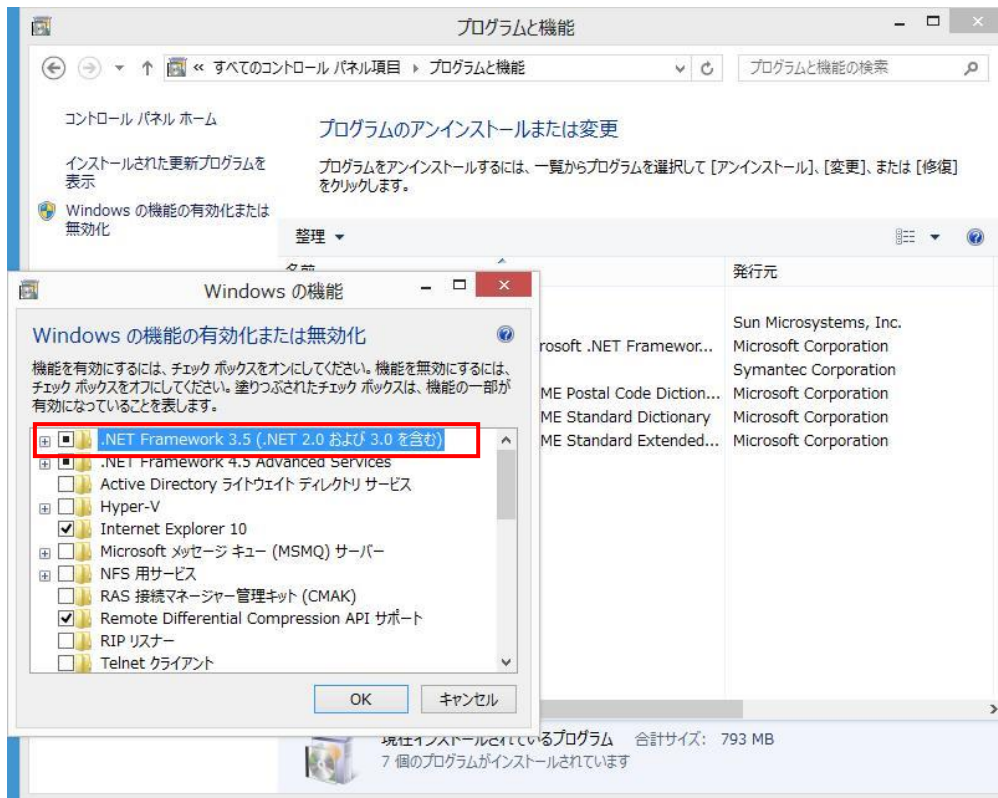 プログラムと機能
« すべてのコントロール パネル項目 ▸ プログラムと機能
プログラムと機能の検索
コントロール パネル ホーム
インストールされた更新プログラムを
表示
Windows の機能の有効化または
無効化
プログラムのアンインストールまたは変更
プログラムをアンインストールするには、一覧からプログラムを選択して [アンインストール]、[変更]、または [修復]
をクリックします。
整理
名前
発行元
Sun Microsystems, Inc.
rosoft .NET Framewor... Microsoft Corporation
Symantec Corporation
ME Postal Code Diction... Microsoft Corporation
ME Standard Dictionary Microsoft Corporation
ME Standard Extended... Microsoft Corporation
Windows の機能
Windows の機能の有効化または無効化
機能を有効にするには、チェック ボックスをオンにしてください。機能を無効にするには、
チェック ボックスをオフにしてください。塗りつぶされたチェック ボックスは、機能の一部が
有効になっていることを表します。
.NET Framework 3.5 (.NET 2.0 および 3.0 を含む)
.NET Framework 4.5 Advanced Services
Active Directory ライトウェイト ディレクトリ サービス
Hyper-V
Internet Explorer 10
Microsoft メッセージ キュー (MSMQ) サーバー
NFS 用サービス
RAS 接続マネージャー管理キット (CMAK)
Remote Differential Compression API サポート
RIP リスナー
Telnet クライアント
OK
キャンセル
現在インストールされているプログラム 合計サイズ: 793 MB
7 個のプログラムがインストールされています